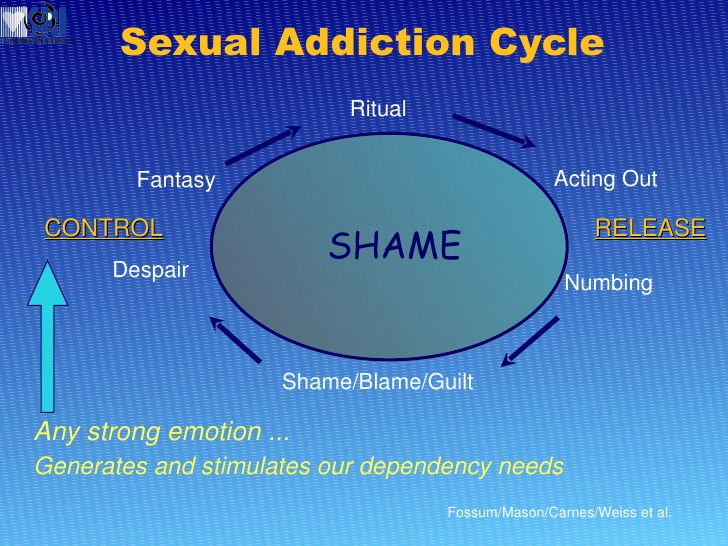 Sexual Addiction Cycle
Ritual
Fantasy
Acting Out
CONTROL
SHAME
RELEASE
Despair
Numbing
Shame/Blame/Guilt
Any strong emotion ...
Generates and stimulates our dependency needs
Fossum/Mason/Carnes/Weiss et al.